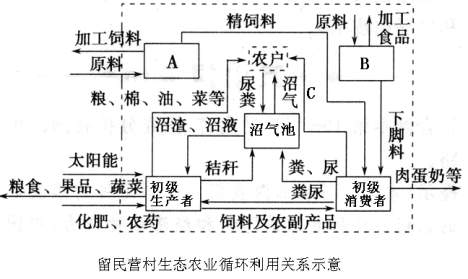 精饲料
原料
加工
食品
加工饲料
A
B
农户
原料
尿
粪
沼
气
C
粮、棉、油、菜等
沼渣、沼液
沼气池
下
脚
料
太阳能
秸秆
粪、尿
肉蛋奶等
粮食、果品、蔬菜
初级
生产者
粪尿
初级
消费者
化肥、农药
饲料及农副产品
留民营村生态农业循环利用关系示意